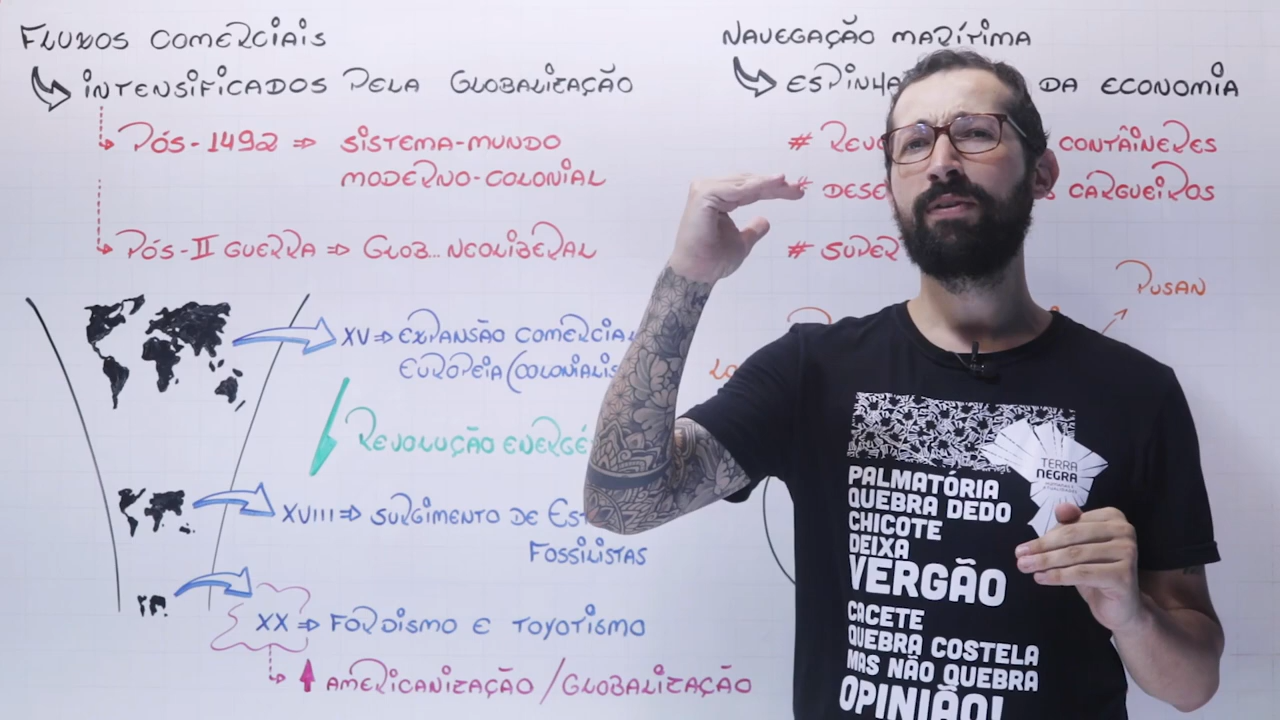 FLUXOS COMERCIAIS
INTENSIFICADOS PELA GLOBALIZAÇÃO
PÓS-1492 ⇒ SISTEMA-MUNDO
MODERNO-COLONIAL
PÓS-II GUERRA ⇒ GLOB... NEOLIBERAL
XV ⇒ EXPANSÃO COMERCIAL
EUROPEIA (COLONIALIS
REVOLUÇÃO ENERGÉ
XVIII ⇒ SURGIMENTO DE EST
FOSSILISTAS
XX ⇒ FORDISMO E TOYOTISMO
AMERICANIZAÇÃO / GLOBALIZAÇÃO
NAVEGAÇÃO MARÍTIMA
ESPINHA DA ECONOMIA
# REVO CONTÂINERES
# DESE CARGUEIROS
# SUPER
PUSAN
TERRA
NEGRA
PALMATÓRIA
QUEBRA DEDO
CHICOTE
DEIXA
VERGÃO
CACETE
QUEBRA COSTELA
MAS NÃO QUEBRA
OPINIÃO!